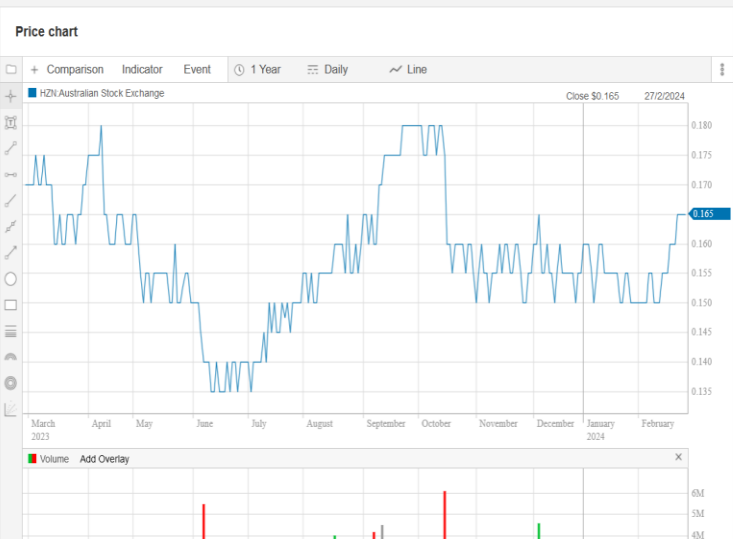 Price chart
+ Comparison Indicator Event 1 Year Daily Line
HZN:Australian Stock Exchange Close $0.165 27/2/2024
T
0.180
0.175
0.170
0.165
0.160
0.155
0.150
0.145
0.140
0.135
March April May June July August September October November December January February
2023 2024
Volume Add Overlay ×
6M
5M
4M